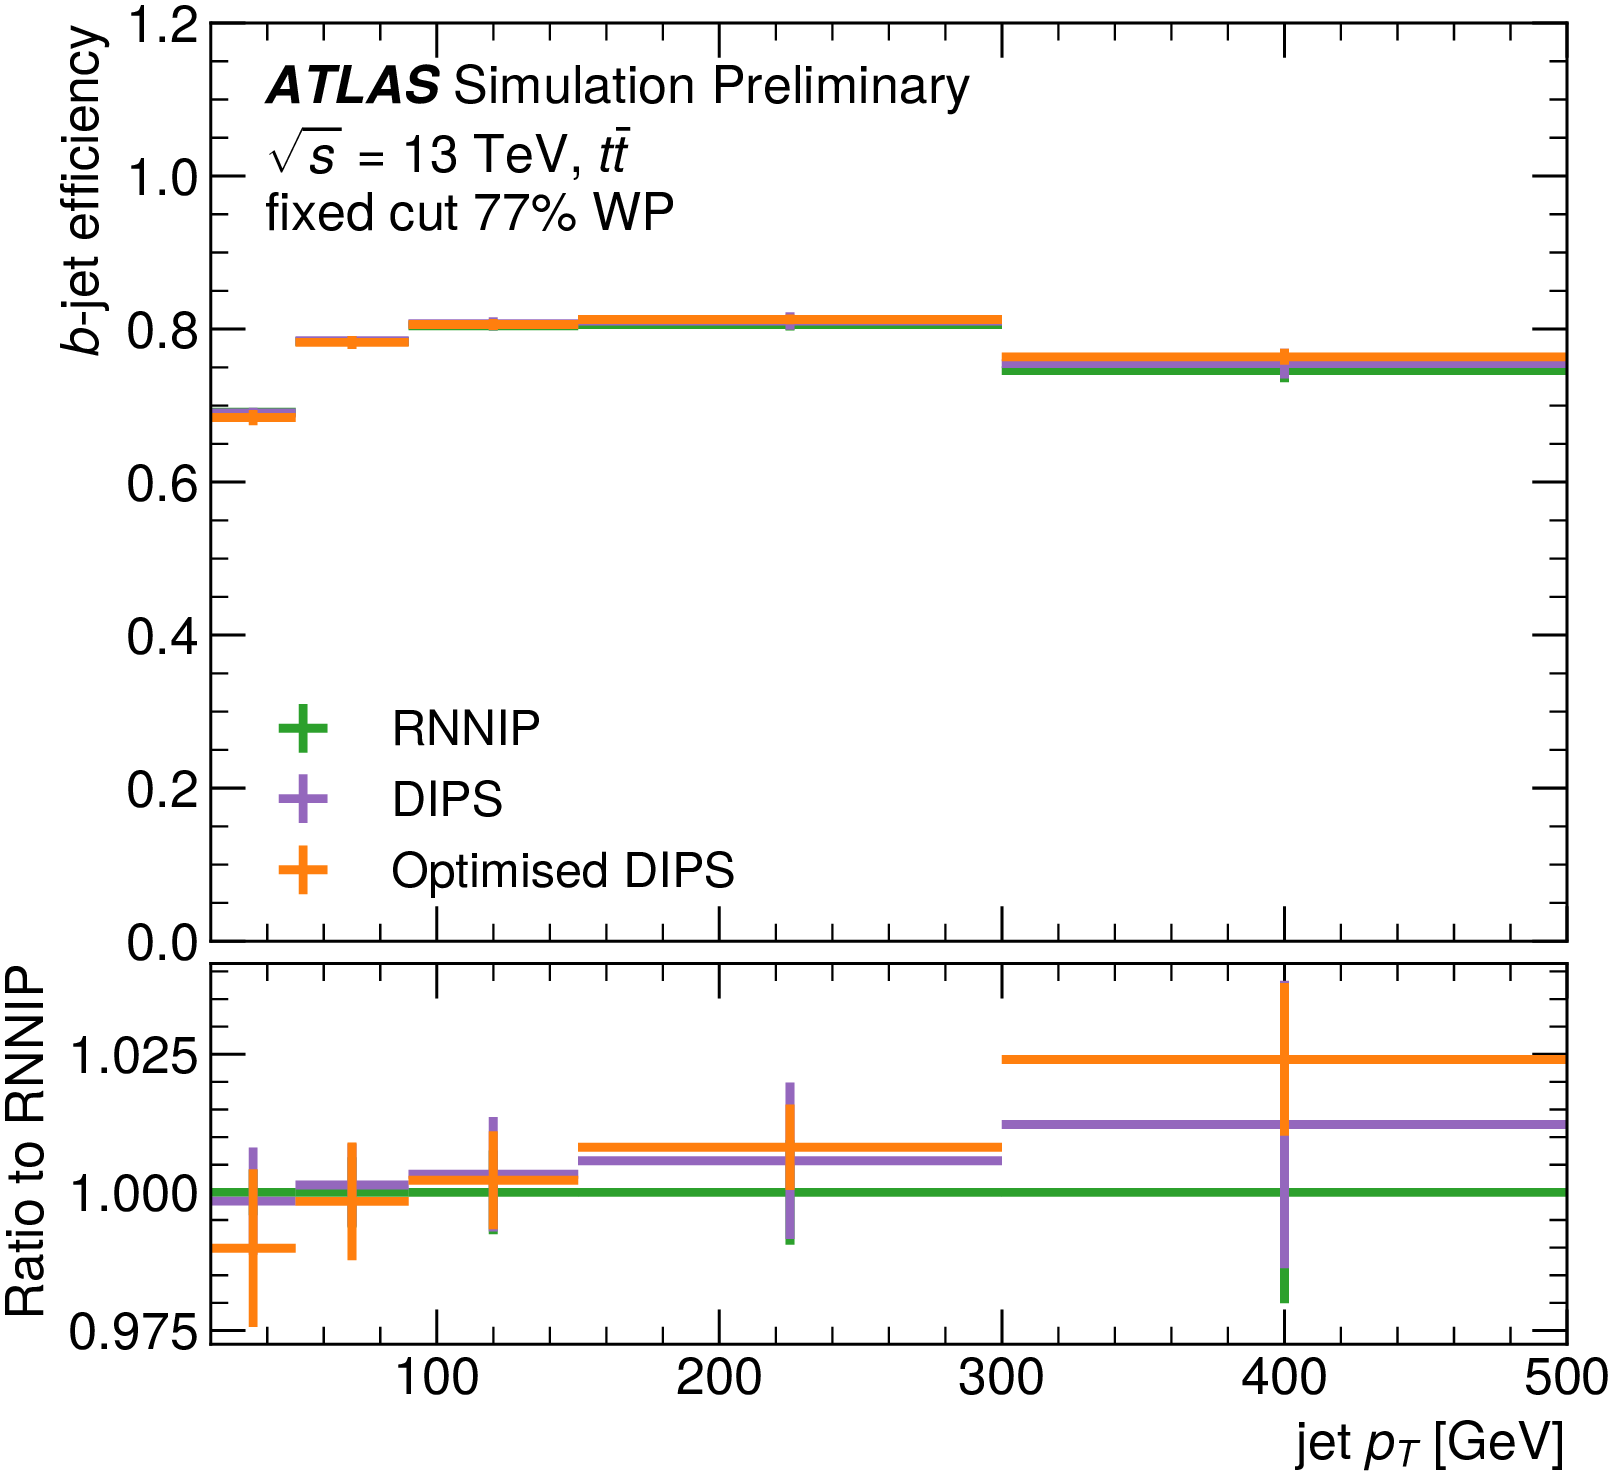 b-jet efficiency
1.2
1.0
0.8
0.6
0.4
0.2
0.0
ATLAS Simulation Preliminary
√s = 13 TeV, tt̄
fixed cut 77% WP
RNNIP
DIPS
Optimised DIPS
Ratio to RNNIP
1.025
1.000
0.975
100 200 300 400 500
jet pT [GeV]